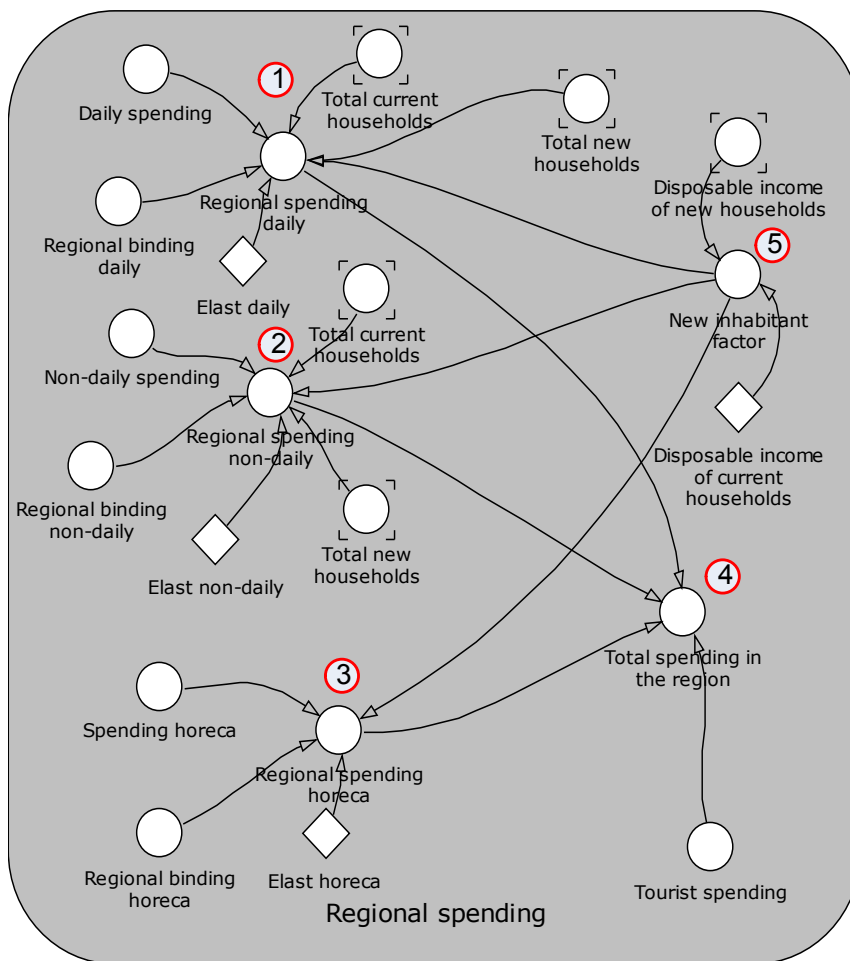 1
Daily spending
Total current
households
Total new
households
Disposable income
of new households
Regional spending
daily
Regional binding
daily
5
Elast daily
New inhabitant
factor
Total current
households
2
Non-daily spending
Regional spending
non-daily
Disposable income
of current
households
Regional binding
non-daily
Total new
households
Elast non-daily
4
Total spending in
the region
3
Spending horeca
Regional spending
horeca
Regional binding
horeca
Elast horeca
Tourist spending
Regional spending